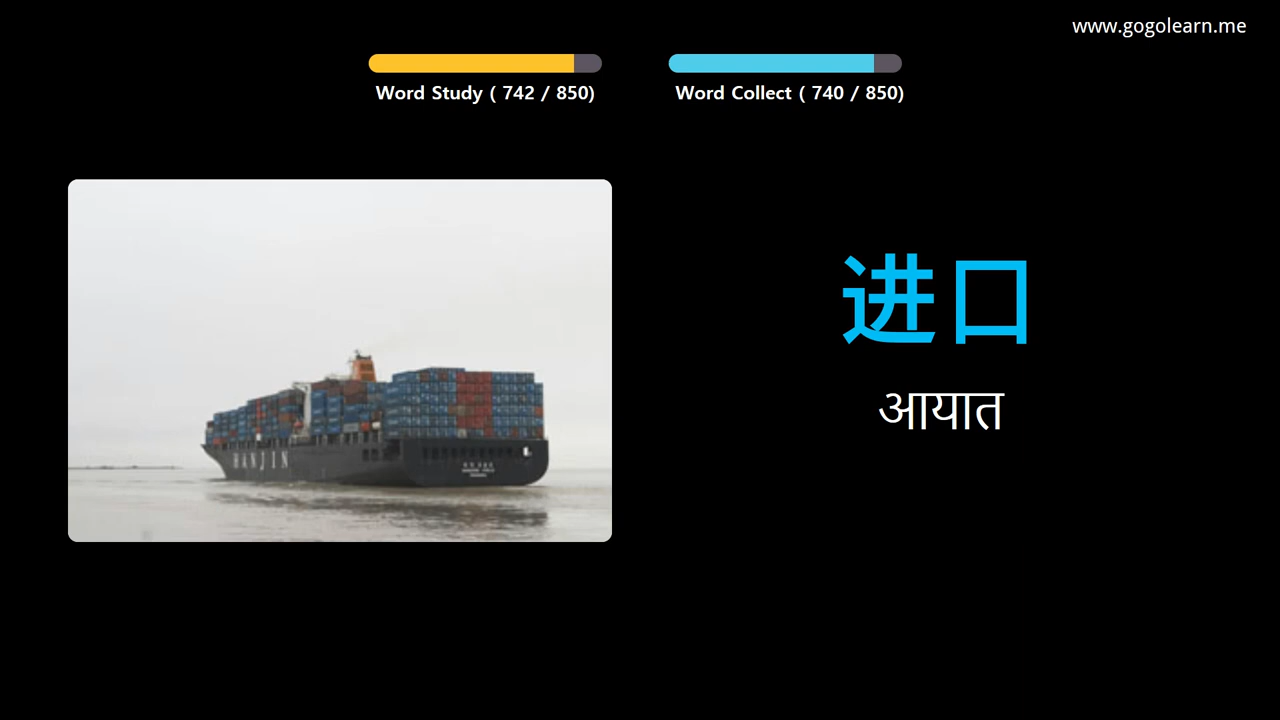 www.gogolearn.me
Word Study ( 742 / 850)
Word Collect ( 740 / 850)
进口
आयात
HANJIN